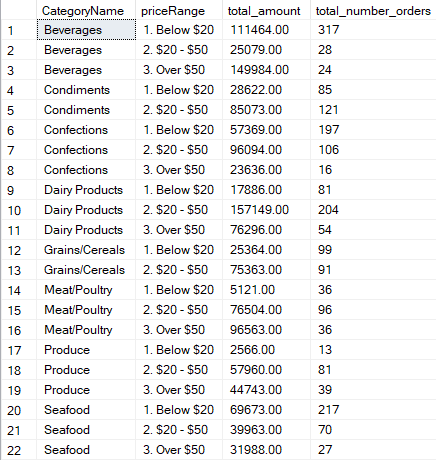 CategoryName priceRange total_amount total_number_orders
1 Beverages 1. Below $20 111464.00 317
2 Beverages 2. $20 - $50 25079.00 28
3 Beverages 3. Over $50 149984.00 24
4 Condiments 1. Below $20 28622.00 85
5 Condiments 2. $20 - $50 85073.00 121
6 Confections 1. Below $20 57369.00 197
7 Confections 2. $20 - $50 96094.00 106
8 Confections 3. Over $50 23636.00 16
9 Dairy Products 1. Below $20 17886.00 81
10 Dairy Products 2. $20 - $50 157149.00 204
11 Dairy Products 3. Over $50 76296.00 54
12 Grains/Cereals 1. Below $20 25364.00 99
13 Grains/Cereals 2. $20 - $50 75363.00 91
14 Meat/Poultry 1. Below $20 5121.00 36
15 Meat/Poultry 2. $20 - $50 76504.00 96
16 Meat/Poultry 3. Over $50 96563.00 36
17 Produce 1. Below $20 2566.00 13
18 Produce 2. $20 - $50 57960.00 81
19 Produce 3. Over $50 44743.00 39
20 Seafood 1. Below $20 69673.00 217
21 Seafood 2. $20 - $50 39963.00 70
22 Seafood 3. Over $50 31988.00 27